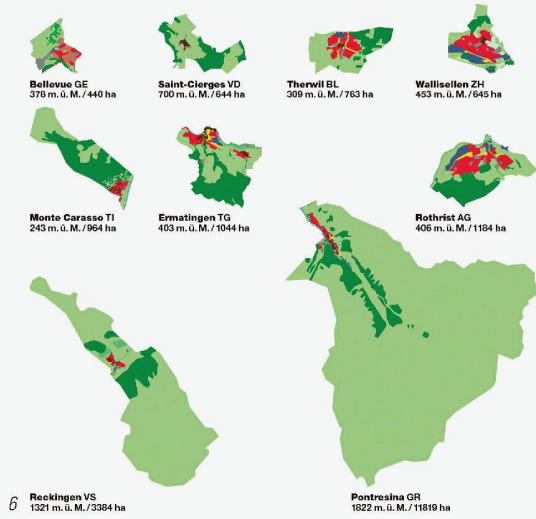 Bellevue GE
378 m. ü. M. / 440 ha
Saint-Cierges VD
700 m. ü. M. / 644 ha
Therwil BL
309 m. ü. M. / 763 ha
Wallisellen ZH
453 m. ü. M. / 645 ha
Monte Carasso TI
243 m. ü. M. / 964 ha
Ermatingen TG
403 m. ü. M. / 1044 ha
Rothrist AG
406 m. ü. M. / 1184 ha
6
Reckingen VS
1321 m. ü. M. / 3384 ha
Pontresina GR
1822 m. ü. M. / 11819 ha